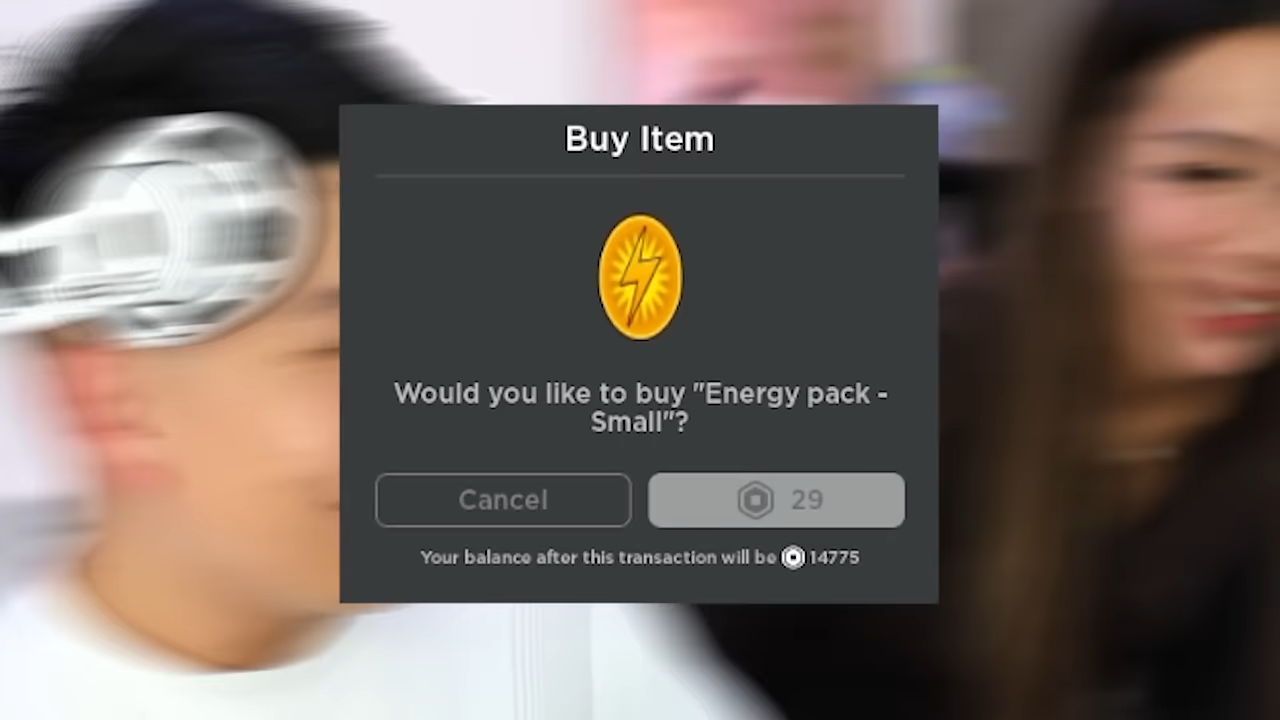 Buy Item
Would you like to buy "Energy pack -
Small"?
Cancel
29
Your balance after this transaction will be 14775